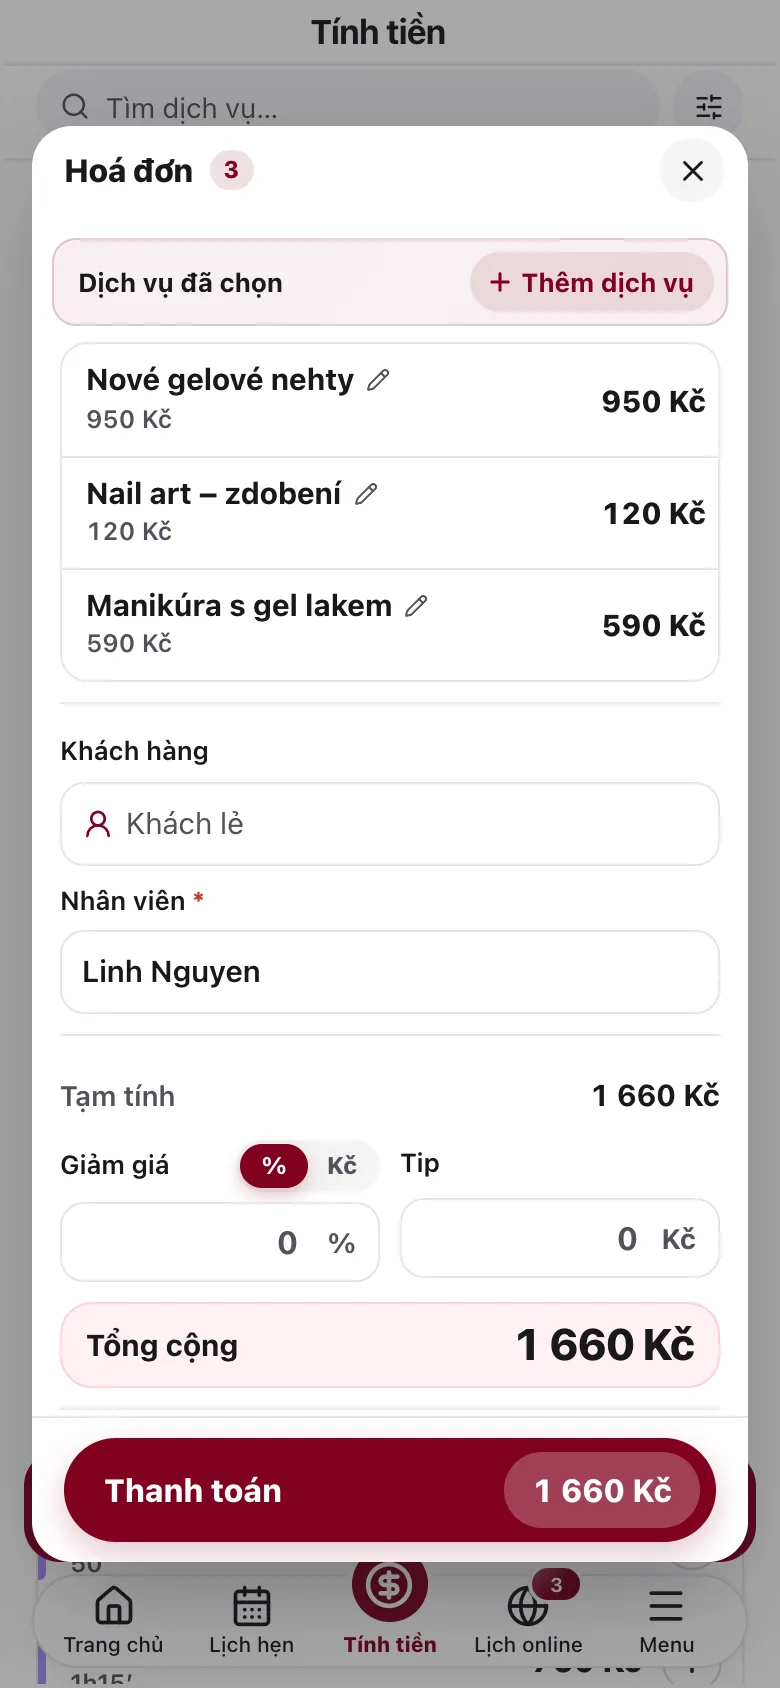 Tính tiền
Tìm dịch vụ...
Hoá đơn 3
Dịch vụ đã chọn
+ Thêm dịch vụ
Nové gelové nehty
950 Kč
950 Kč
Nail art – zdobení
120 Kč
120 Kč
Manikúra s gel lakem
590 Kč
590 Kč
Khách hàng
Khách lẻ
Nhân viên *
Linh Nguyen
Tạm tính
1 660 Kč
Giảm giá
% Kč
Tip
0 %
0 Kč
Tổng cộng
1 660 Kč
Thanh toán
1 660 Kč
3
Trang chủ
Lịch hẹn
Tính tiền
Lịch online
Menu